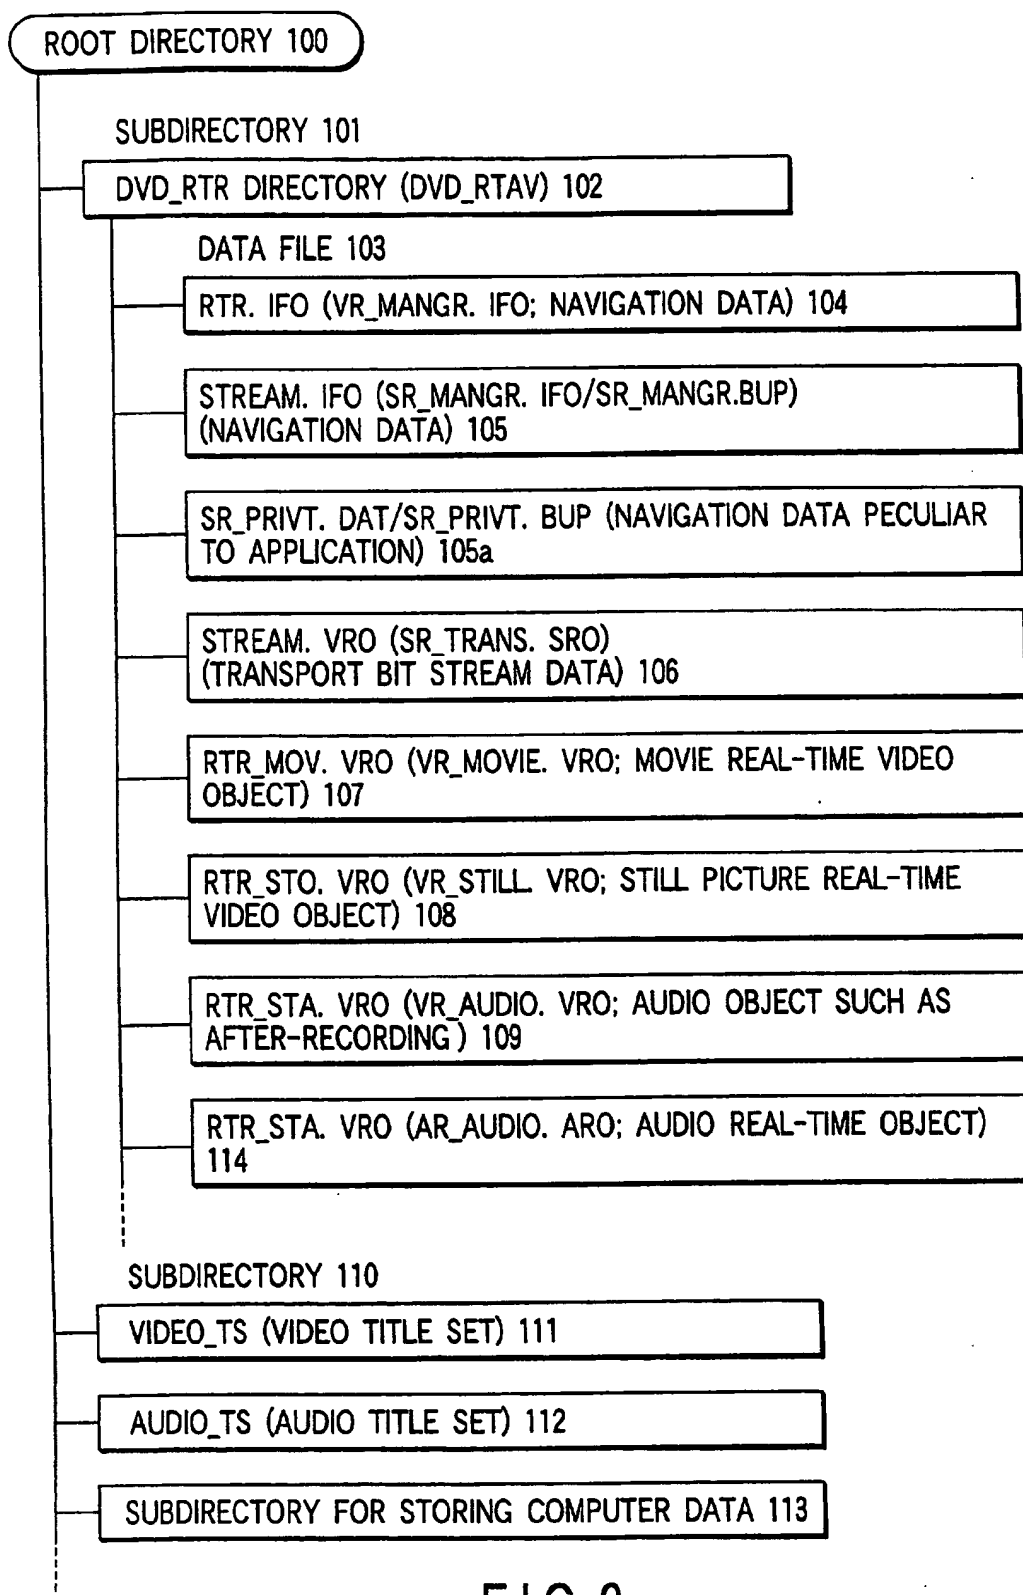 ROOT DIRECTORY 100
SUBDIRECTORY 101
DVD_RTR DIRECTORY (DVD_RTAV) 102
DATA FILE 103
RTR. IFO (VR_MANGR. IFO; NAVIGATION DATA) 104
STREAM. IFO (SR_MANGR. IFO/SR_MANGR.BUP)
(NAVIGATION DATA) 105
SR_PRIVT. DAT/SR_PRIVT. BUP (NAVIGATION DATA PECULIAR
TO APPLICATION) 105a
STREAM. VRO (SR_TRANS. SRO)
(TRANSPORT BIT STREAM DATA) 106
RTR_MOV. VRO (VR_MOVIE. VRO; MOVIE REAL-TIME VIDEO
OBJECT) 107
RTR_STO. VRO (VR_STILL. VRO; STILL PICTURE REAL-TIME
VIDEO OBJECT) 108
RTR_STA. VRO (VR_AUDIO. VRO; AUDIO OBJECT SUCH AS
AFTER-RECORDING) 109
RTR_STA. VRO (AR_AUDIO. ARO; AUDIO REAL-TIME OBJECT)
114
SUBDIRECTORY 110
VIDEO_TS (VIDEO TITLE SET) 111
AUDIO_TS (AUDIO TITLE SET) 112
SUBDIRECTORY FOR STORING COMPUTER DATA 113